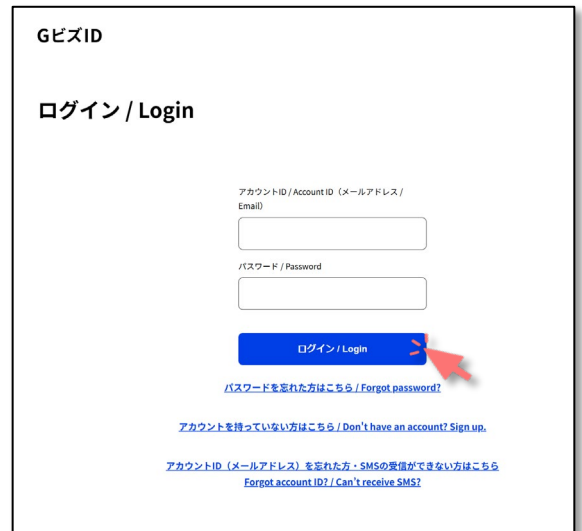 GビズID
ログイン / Login
アカウントID / Account ID（メールアドレス /
Email）
パスワード / Password
ログイン / Login
パスワードを忘れた方はこちら / Forgot password?
アカウントを持っていない方はこちら / Don't have an account? Sign up.
アカウントID（メールアドレス）を忘れた方・SMSの受信ができない方はこちら
Forgot account ID? / Can't receive SMS?